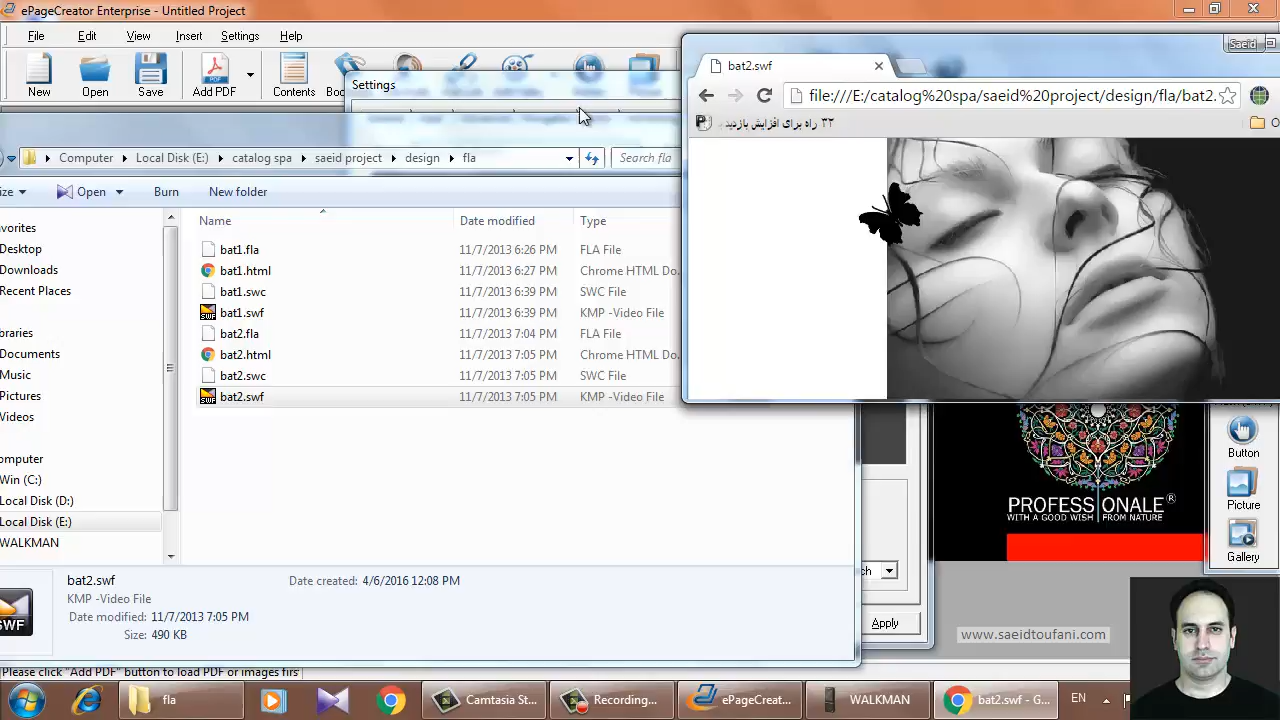 ePageCreator Enterprise - Untitled Project
File Edit View Insert Settings Help
New Open Save Add PDF Contents
Settings
Computer Local Disk (E:) catalog spa saeid project design fla
Search fla
Open Burn New folder
Name Date modified Type
bat1.fla 11/7/2013 6:26 PM FLA File
bat1.html 11/7/2013 6:27 PM Chrome HTML Do...
bat1.swc 11/7/2013 6:39 PM SWC File
bat1.swf 11/7/2013 6:39 PM KMP -Video File
bat2.fla 11/7/2013 7:04 PM FLA File
bat2.html 11/7/2013 7:05 PM Chrome HTML Do...
bat2.swc 11/7/2013 7:05 PM SWC File
bat2.swf 11/7/2013 7:05 PM KMP -Video File
avorites
Desktop
Downloads
Recent Places
braries
Documents
Music
Pictures
Videos
omputer
Win (C:)
Local Disk (D:)
Local Disk (E:)
WALKMAN
bat2.swf Date created: 4/6/2016 12:08 PM
KMP -Video File
Date modified: 11/7/2013 7:05 PM
Size: 490 KB
Saeid
bat2.swf
file:///E:/catalog%20spa/saeid%20project/design/fla/bat2.
۳۲ راه برای افزایش بازدید
Button
Picture
Gallery
PROFESSIONALE®
WITH A GOOD WISH FROM NATURE
Apply
www.saeidtoufani.com
Please click "Add PDF" button to load PDF or images firs
fla Camtasia St... Recording... ePageCreat... WALKMAN bat2.swf - G... EN